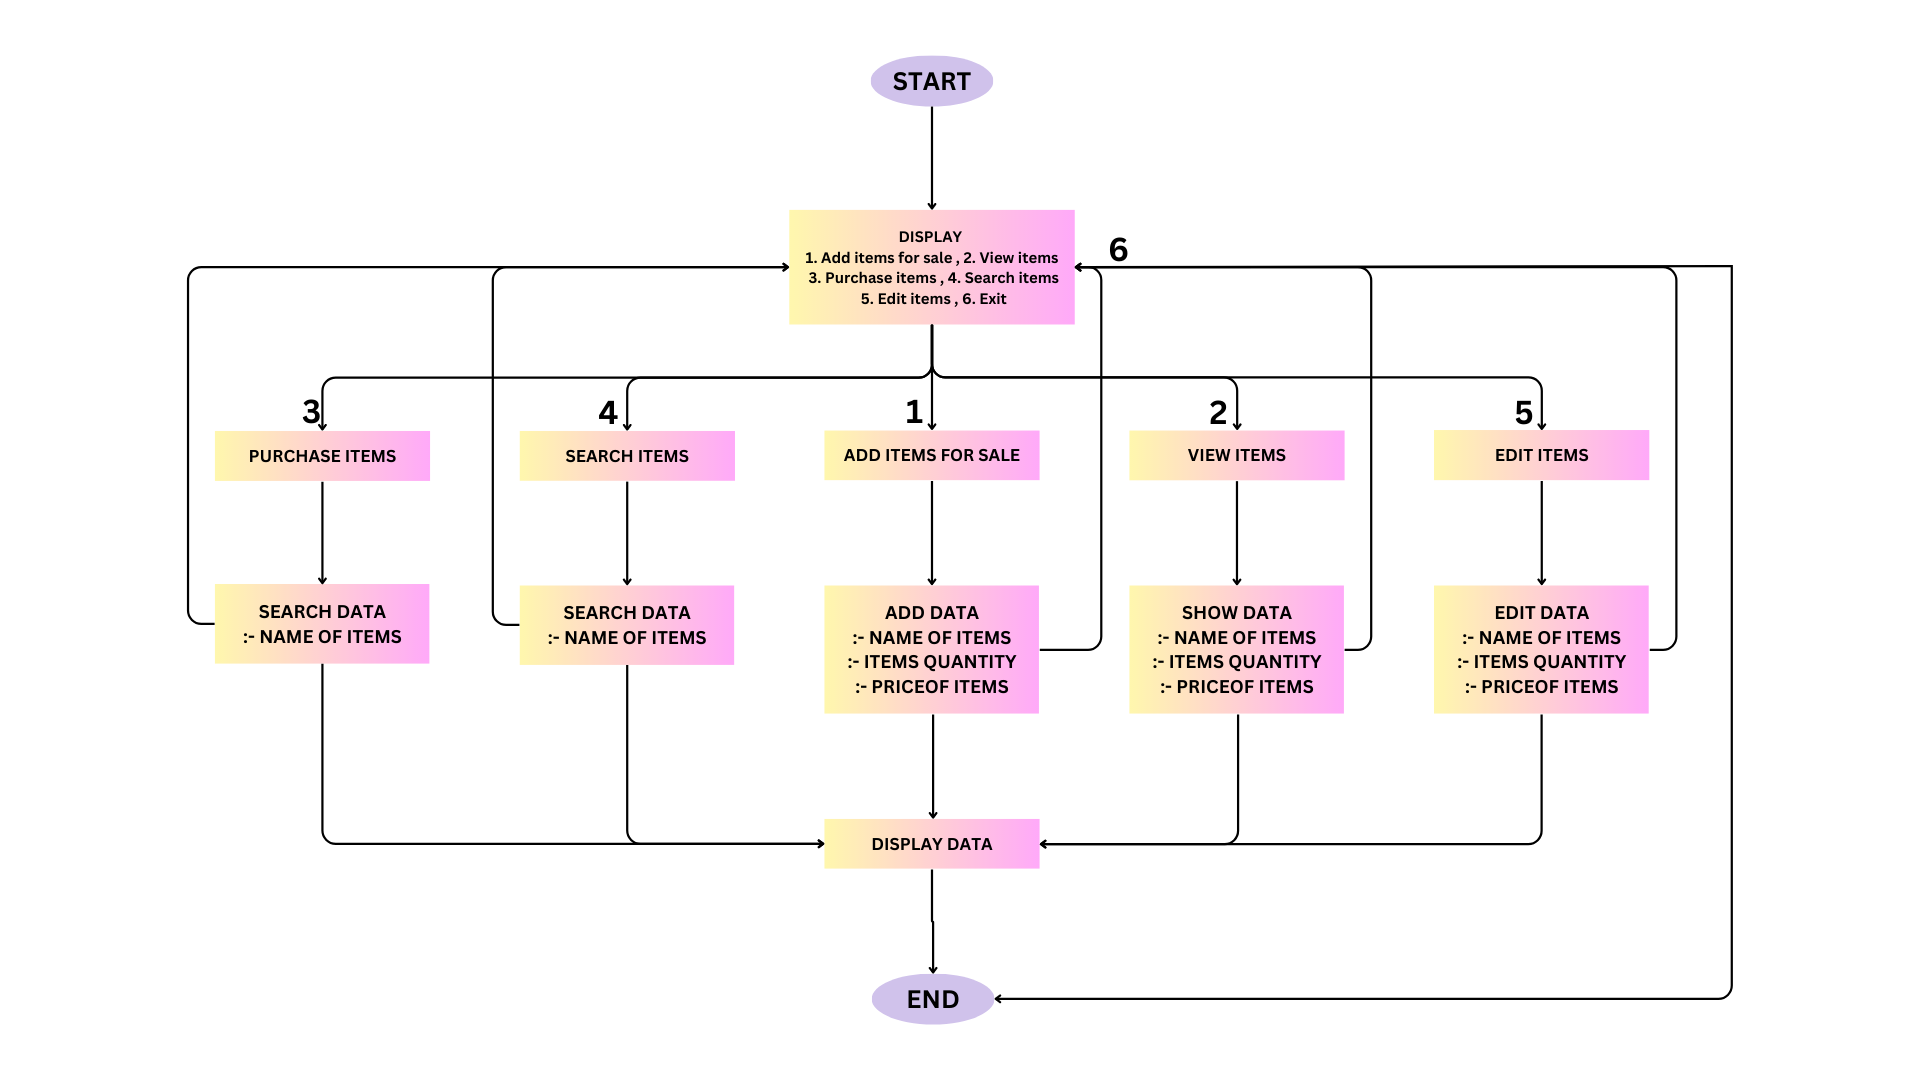 START
DISPLAY
1. Add items for sale , 2. View items
3. Purchase items , 4. Search items
5. Edit items , 6. Exit
6
3
4
1
2
5
PURCHASE ITEMS
SEARCH ITEMS
ADD ITEMS FOR SALE
VIEW ITEMS
EDIT ITEMS
SEARCH DATA
:- NAME OF ITEMS
SEARCH DATA
:- NAME OF ITEMS
ADD DATA
:- NAME OF ITEMS
:- ITEMS QUANTITY
:- PRICEOF ITEMS
SHOW DATA
:- NAME OF ITEMS
:- ITEMS QUANTITY
:- PRICEOF ITEMS
EDIT DATA
:- NAME OF ITEMS
:- ITEMS QUANTITY
:- PRICEOF ITEMS
DISPLAY DATA
END